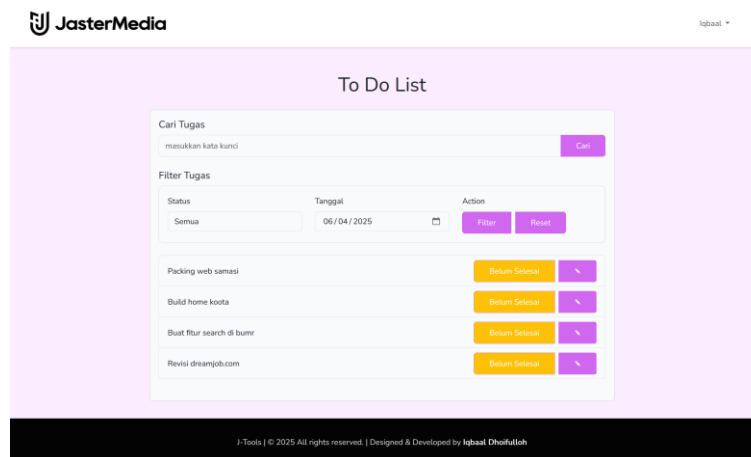 JasterMedia
Iqbaal
To Do List
Cari Tugas
masukkan kata kunci Cari
Filter Tugas
Status Tanggal Action
Semua 06/04/2025 Filter Reset
Packing web samasi Belum Selesai
Build home koota Belum Selesai
Buat fitur search di bumr Belum Selesai
Revisi dreamjob.com Belum Selesai
J-Tools | © 2025 All rights reserved. | Designed & Developed by Iqbaal Dhoifulloh